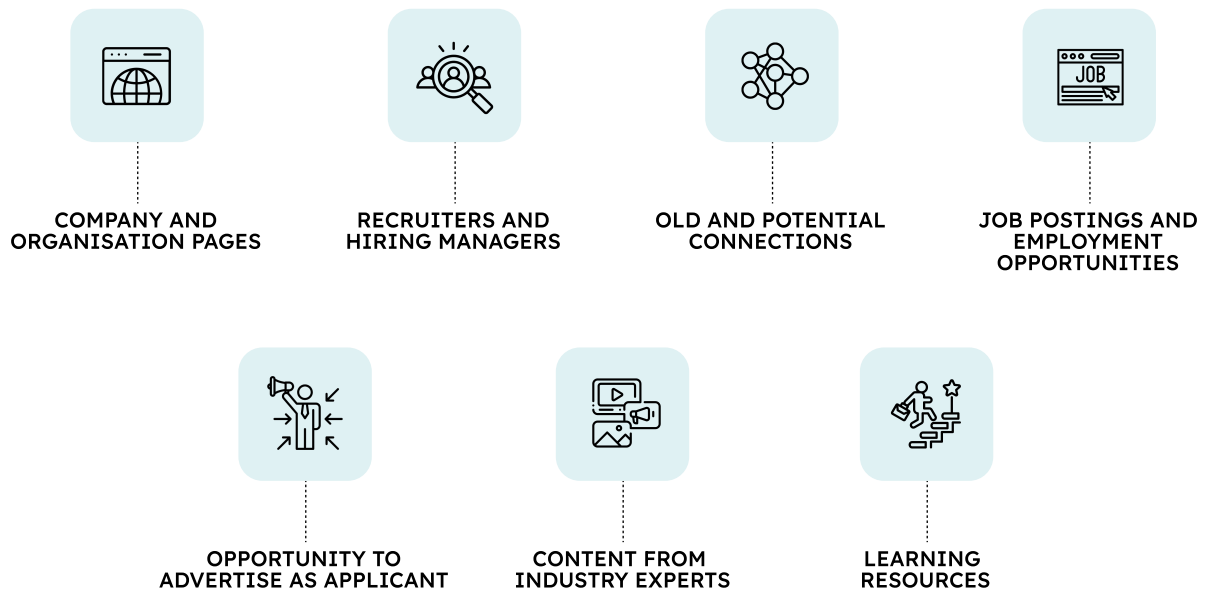 JOB
COMPANY AND
ORGANISATION PAGES
RECRUITERS AND
HIRING MANAGERS
OLD AND POTENTIAL
CONNECTIONS
JOB POSTINGS AND
EMPLOYMENT
OPPORTUNITIES
OPPORTUNITY TO
ADVERTISE AS APPLICANT
CONTENT FROM
INDUSTRY EXPERTS
LEARNING
RESOURCES